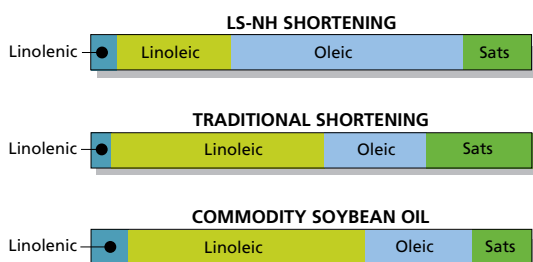 LS-NH SHORTENING
Linolenic Linoleic Oleic Sats
TRADITIONAL SHORTENING
Linolenic Linoleic Oleic Sats
COMMODITY SOYBEAN OIL
Linolenic Linoleic Oleic Sats